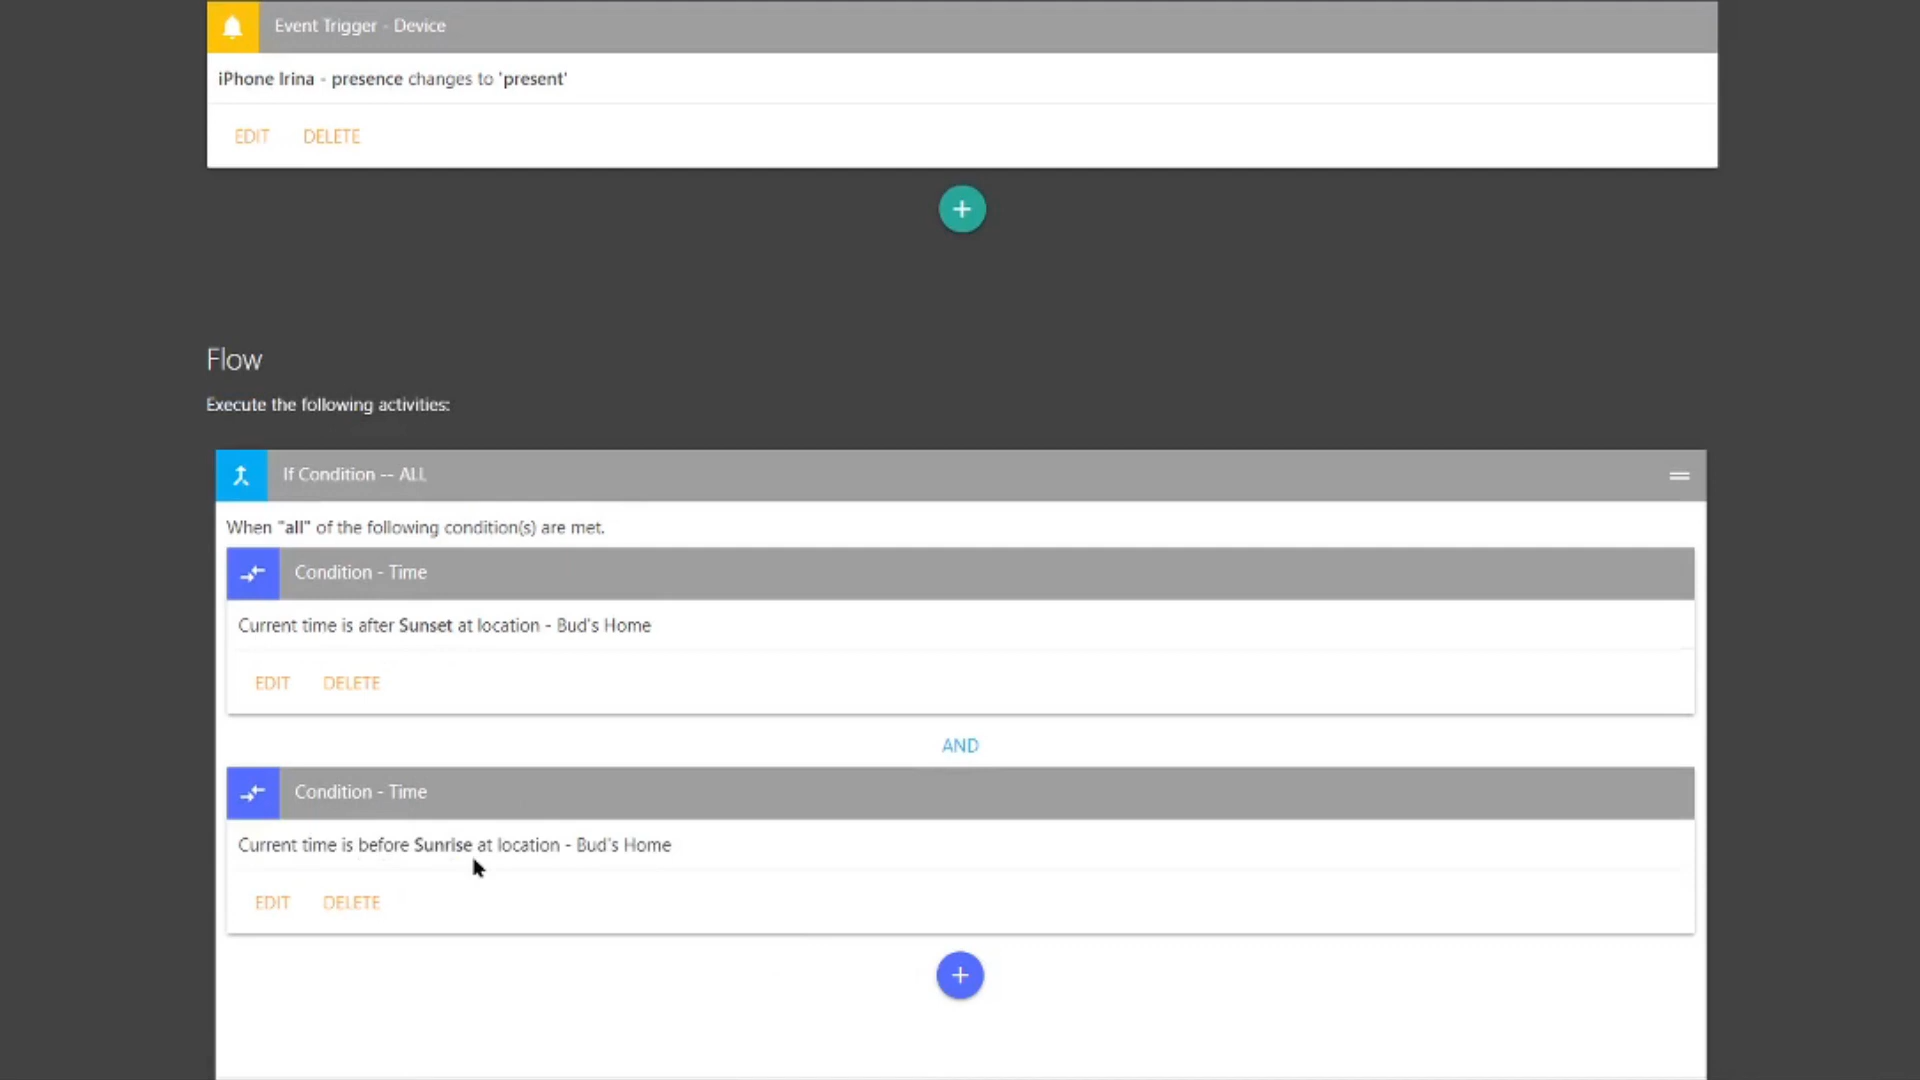 Event Trigger - Device
iPhone Irina - presence changes to 'present'
EDIT DELETE
Flow
Execute the following activities:
If Condition -- ALL
When "all" of the following condition(s) are met.
Condition - Time
Current time is after Sunset at location - Bud's Home
EDIT DELETE
AND
Condition - Time
Current time is before Sunrise at location - Bud's Home
EDIT DELETE